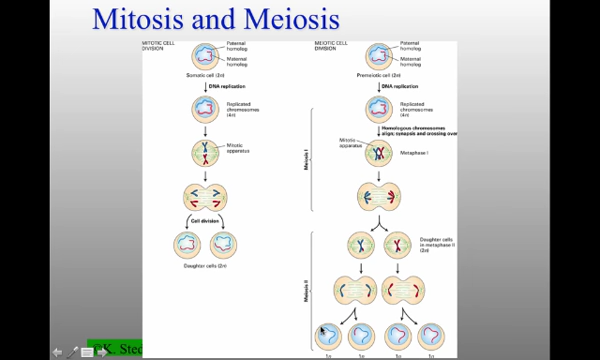 Mitosis and Meiosis
MITOTIC CELL
DIVISION
Paternal
homolog
Maternal
homolog
Somatic cell (2n)
DNA replication
Replicated
chromosomes
(4n)
Mitotic
apparatus
Cell division
Daughter cells (2n)
MEIOTIC CELL
DIVISION
Paternal
homolog
Maternal
homolog
Premeiotic cell (2n)
DNA replication
Replicated
chromosomes
(4n)
Homologous chromosomes
align; synapsis and crossing over
Mitotic
apparatus
Metaphase I
Meiosis I
Daughter cells
in metaphase II
(2n)
Meiosis II
1n
1n
1n
1n
©K. Sted